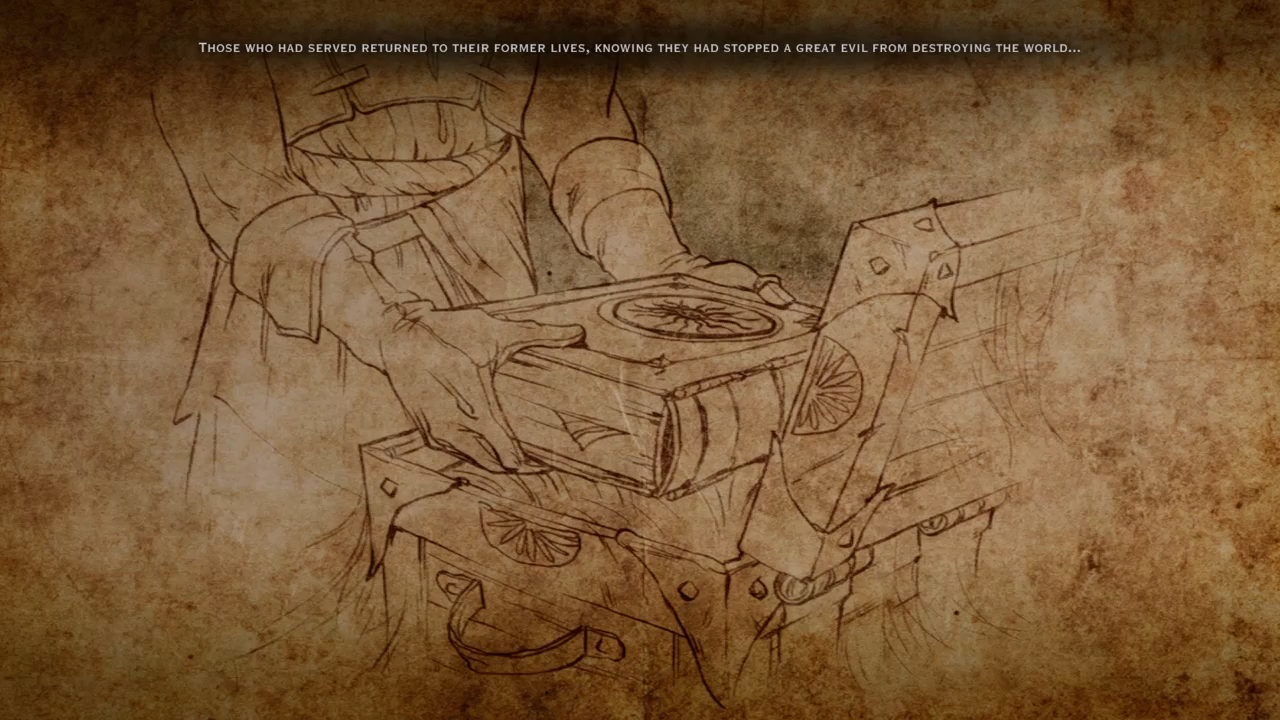 Those who had served returned to their former lives, knowing they had stopped a great evil from destroying the world...